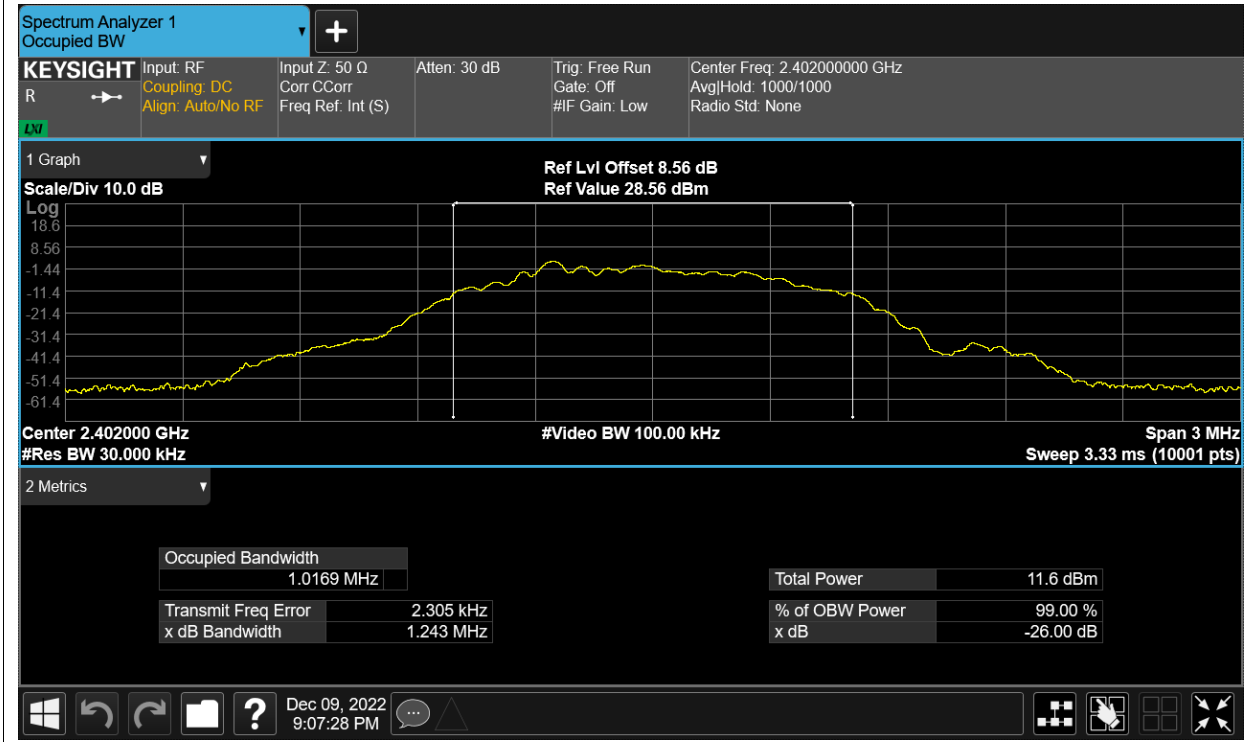 Spectrum Analyzer 1
Occupied BW
KEYSIGHT
R
LXI
Input: RF
Coupling: DC
Align: Auto/No RF
Input Z: 50 Ω
Corr CCorr
Freq Ref: Int (S)
Atten: 30 dB
Trig: Free Run
Gate: Off
#IF Gain: Low
Center Freq: 2.402000000 GHz
Avg|Hold: 1000/1000
Radio Std: None
1 Graph
Scale/Div 10.0 dB
Ref Lvl Offset 8.56 dB
Ref Value 28.56 dBm
Log
18.6
8.56
-1.44
-11.4
-21.4
-31.4
-41.4
-51.4
-61.4
Center 2.402000 GHz
#Video BW 100.00 kHz
Span 3 MHz
#Res BW 30.000 kHz
Sweep 3.33 ms (10001 pts)
2 Metrics
Occupied Bandwidth
1.0169 MHz
Total Power 11.6 dBm
Transmit Freq Error 2.305 kHz
% of OBW Power 99.00 %
x dB Bandwidth 1.243 MHz
x dB -26.00 dB
?
Dec 09, 2022
9:07:28 PM